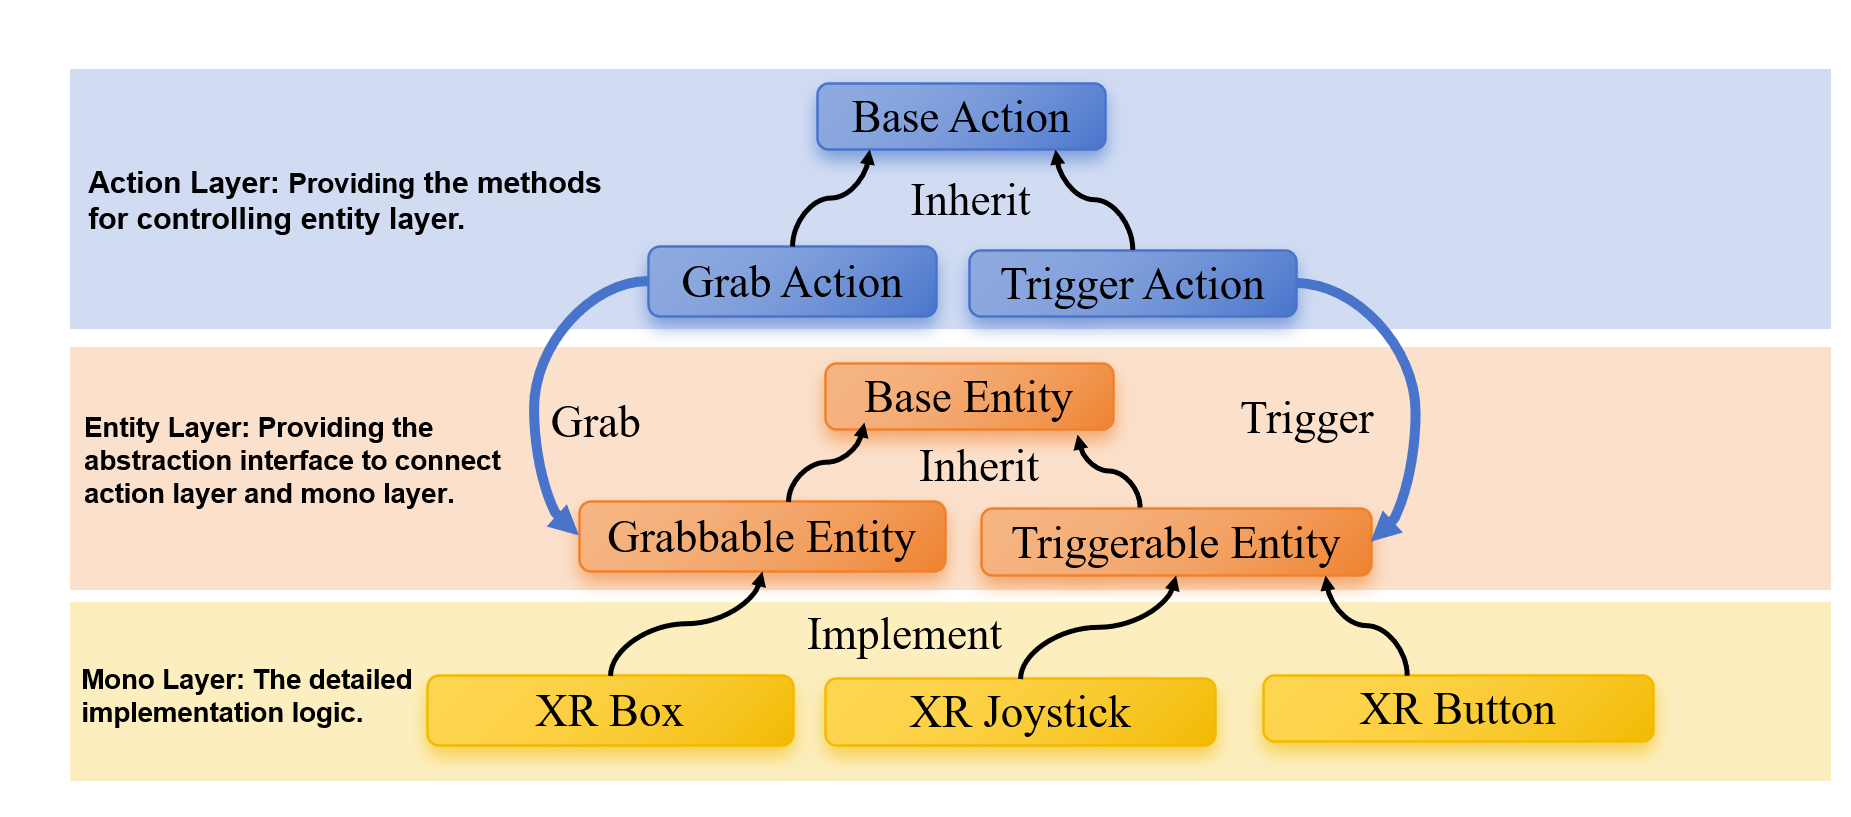 Base Action
Action Layer: Providing the methods
for controlling entity layer.
Inherit
Grab Action
Trigger Action
Base Entity
Grab
Trigger
Entity Layer: Providing the
abstraction interface to connect
action layer and mono layer.
Inherit
Grabbable Entity
Triggerable Entity
Implement
Mono Layer: The detailed
implementation logic.
XR Box
XR Joystick
XR Button